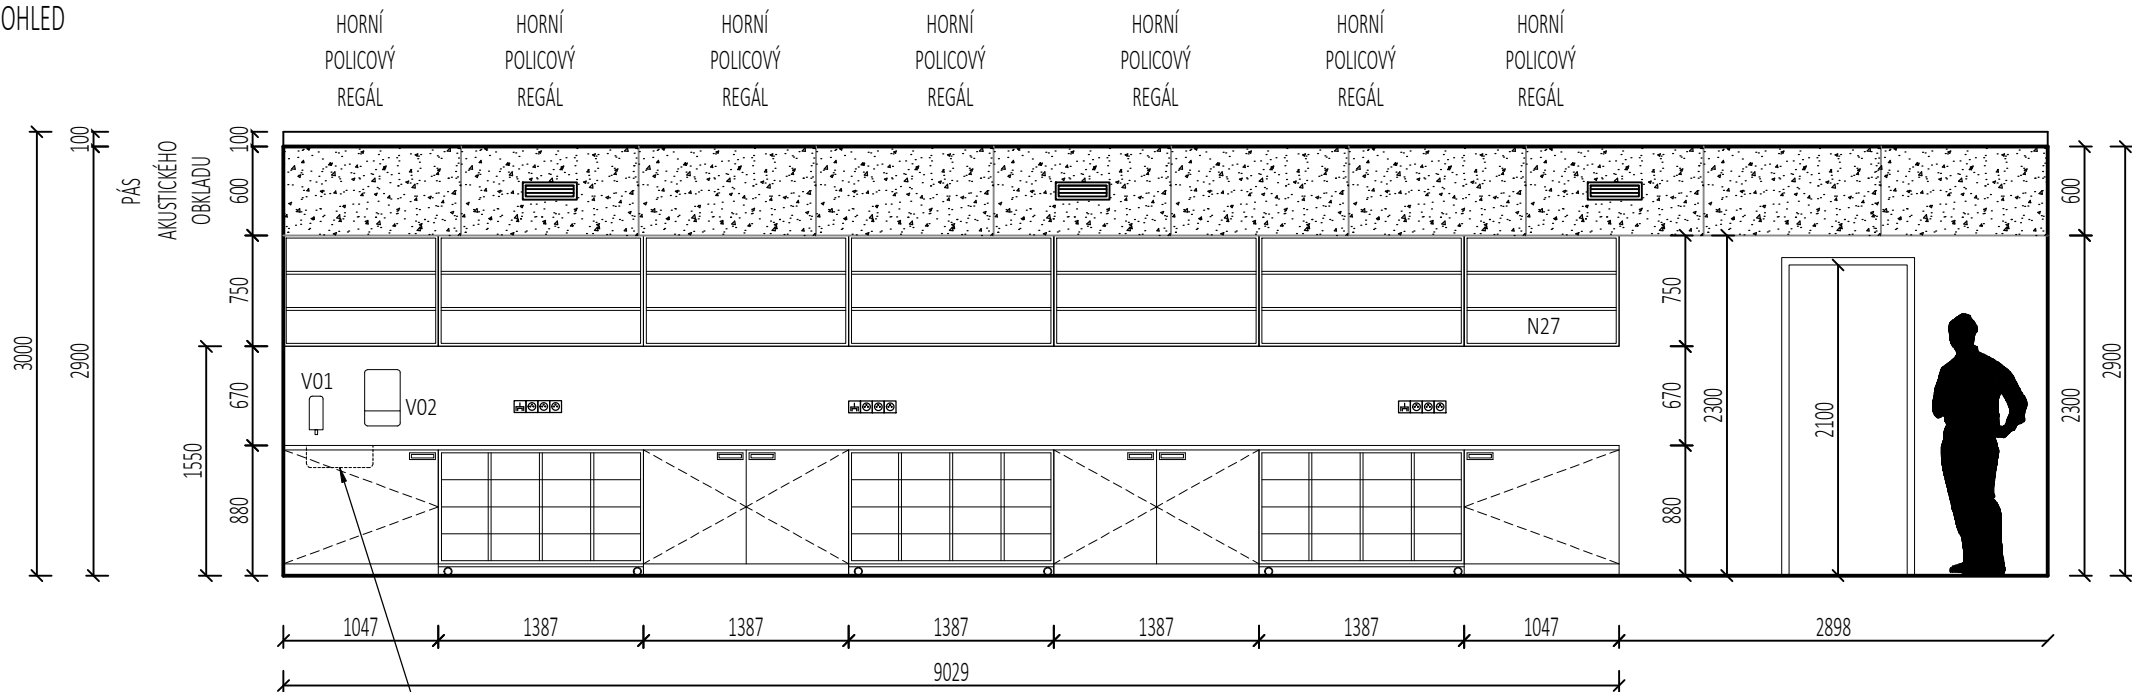 OHLED
HORNÍ
POLICOVÝ
REGÁL
HORNÍ
POLICOVÝ
REGÁL
HORNÍ
POLICOVÝ
REGÁL
HORNÍ
POLICOVÝ
REGÁL
HORNÍ
POLICOVÝ
REGÁL
HORNÍ
POLICOVÝ
REGÁL
HORNÍ
POLICOVÝ
REGÁL
3000
100
2900
PÁS
AKUSTICKÉHO
OBKLADU
1550
100
600
750
670
880
V01
V02
N27
750
670
880
2300
2100
600
2300
2900
1047
1387
1387
1387
1387
1387
1047
2898
9029